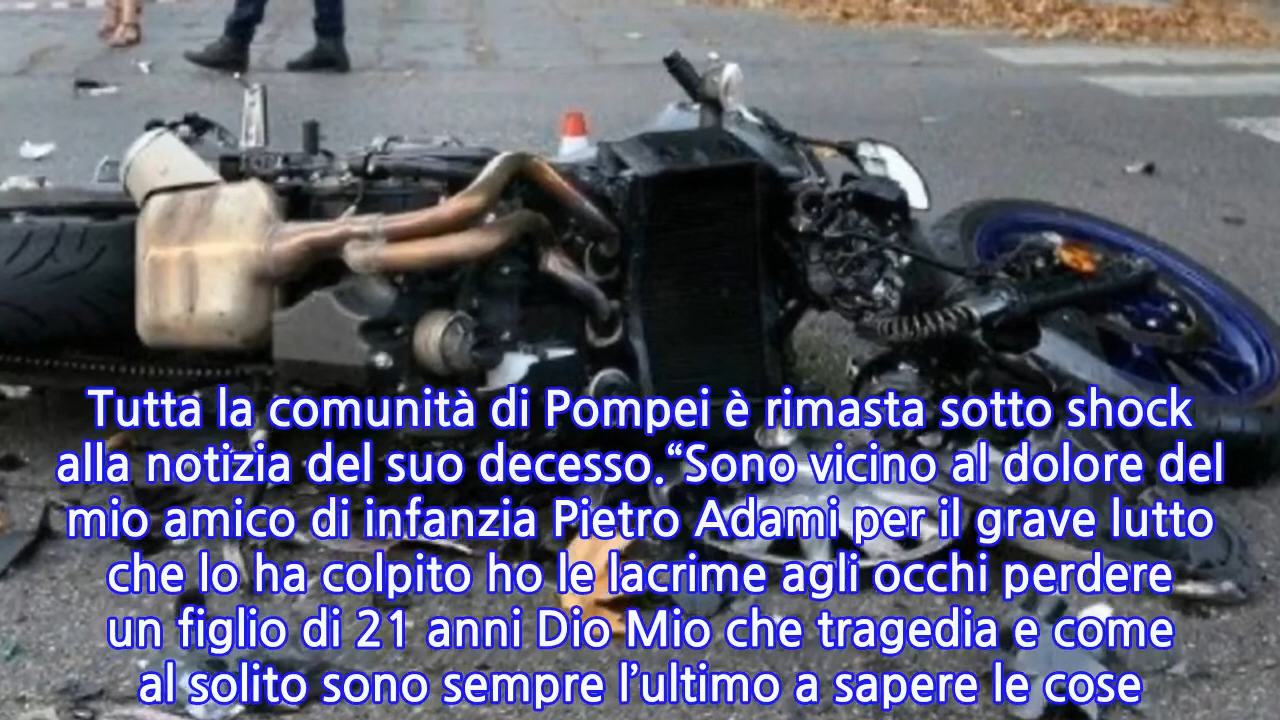 Tutta la comunità di Pompei è rimasta sotto shock
alla notizia del suo decesso.“Sono vicino al dolore del
mio amico di infanzia Pietro Adami per il grave lutto
che lo ha colpito ho le lacrime agli occhi perdere
un figlio di 21 anni Dio Mio che tragedia e come
al solito sono sempre l’ultimo a sapere le cose